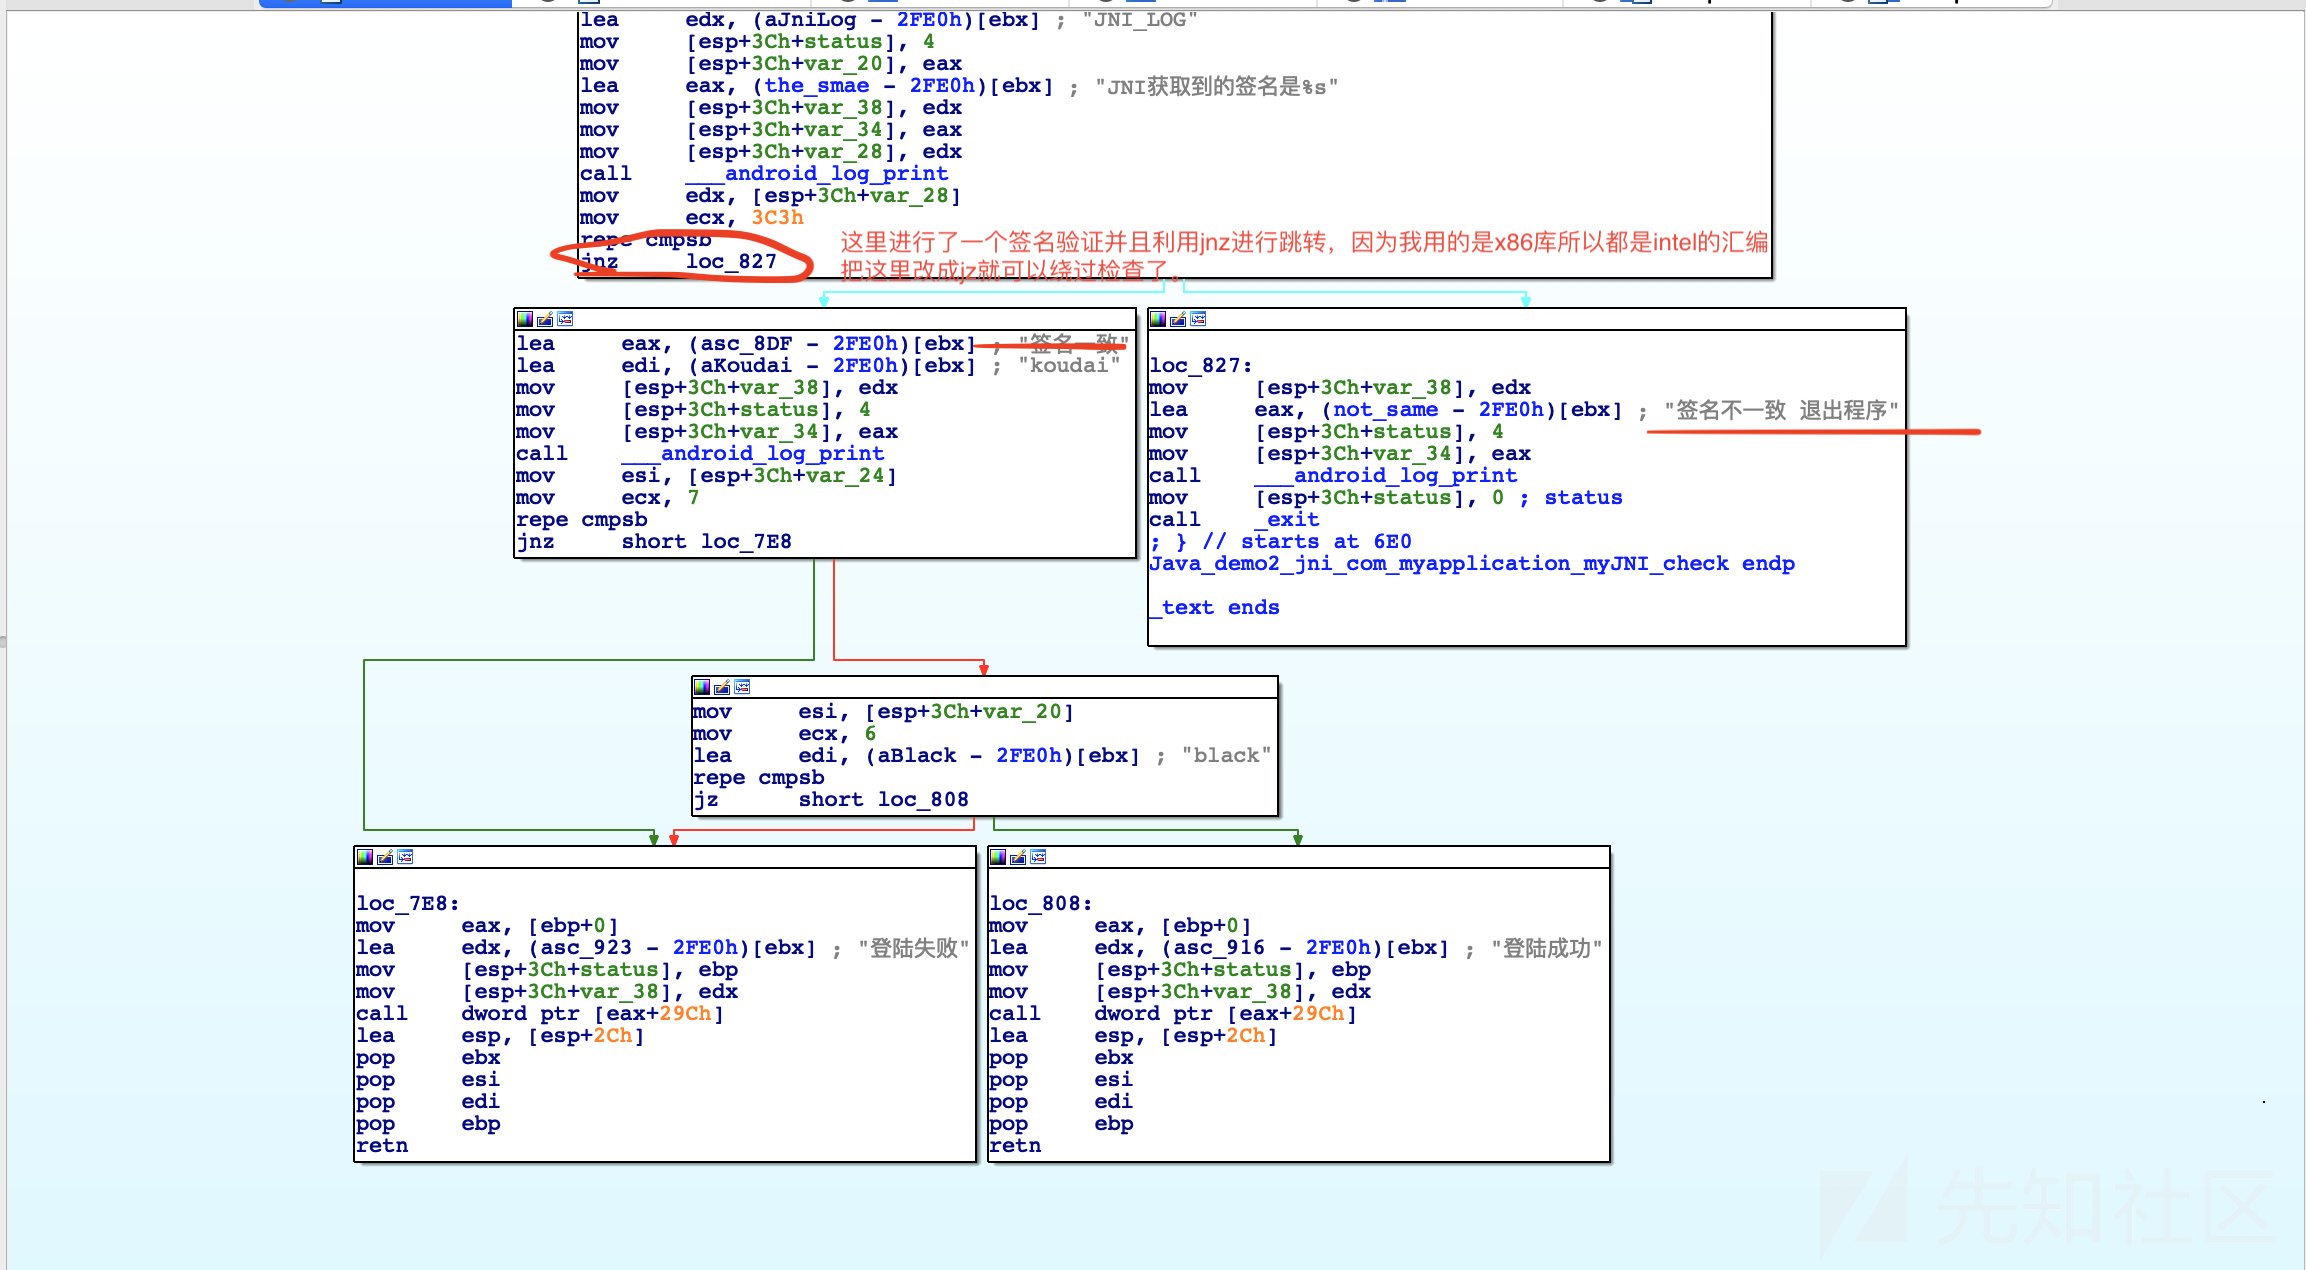 lea edx, (aJniLog - 2FE0h)[ebx] ; "JNI_LOG"
mov [esp+3Ch+status], 4
mov [esp+3Ch+var_20], eax
lea eax, (the_smae - 2FE0h)[ebx] ; "JNI获取到的签名是%s"
mov [esp+3Ch+var_38], edx
mov [esp+3Ch+var_34], eax
mov [esp+3Ch+var_28], edx
call ___android_log_print
mov edx, [esp+3Ch+var_28]
mov ecx, 3C3h
repe cmpsb
jnz loc_827
这里进行了一个签名验证并且利用jnz进行跳转，因为我用的是x86库所以都是intel的汇编
把这里改成jz就可以绕过检查了。
lea eax, (asc_8DF - 2FE0h)[ebx] ; "签名一致"
lea edi, (aKoudai - 2FE0h)[ebx] ; "koudai"
mov [esp+3Ch+var_38], edx
mov [esp+3Ch+status], 4
mov [esp+3Ch+var_34], eax
call ___android_log_print
mov esi, [esp+3Ch+var_24]
mov ecx, 7
repe cmpsb
jnz short loc_7E8
loc_827:
mov [esp+3Ch+var_38], edx
lea eax, (not_same - 2FE0h)[ebx] ; "签名不一致 退出程序"
mov [esp+3Ch+status], 4
mov [esp+3Ch+var_34], eax
call ___android_log_print
mov [esp+3Ch+status], 0 ; status
call _exit
; } // starts at 6E0
Java_demo2_jni_com_myapplication_myJNI_check endp
_text ends
mov esi, [esp+3Ch+var_20]
mov ecx, 6
lea edi, (aBlack - 2FE0h)[ebx] ; "black"
repe cmpsb
jz short loc_808
loc_7E8:
mov eax, [ebp+0]
lea edx, (asc_923 - 2FE0h)[ebx] ; "登陆失败"
mov [esp+3Ch+status], ebp
mov [esp+3Ch+var_38], edx
call dword ptr [eax+29Ch]
lea esp, [esp+2Ch]
pop ebx
pop esi
pop edi
pop ebp
retn
loc_808:
mov eax, [ebp+0]
lea edx, (asc_916 - 2FE0h)[ebx] ; "登陆成功"
mov [esp+3Ch+status], ebp
mov [esp+3Ch+var_38], edx
call dword ptr [eax+29Ch]
lea esp, [esp+2Ch]
pop ebx
pop esi
pop edi
pop ebp
retn
先知社区